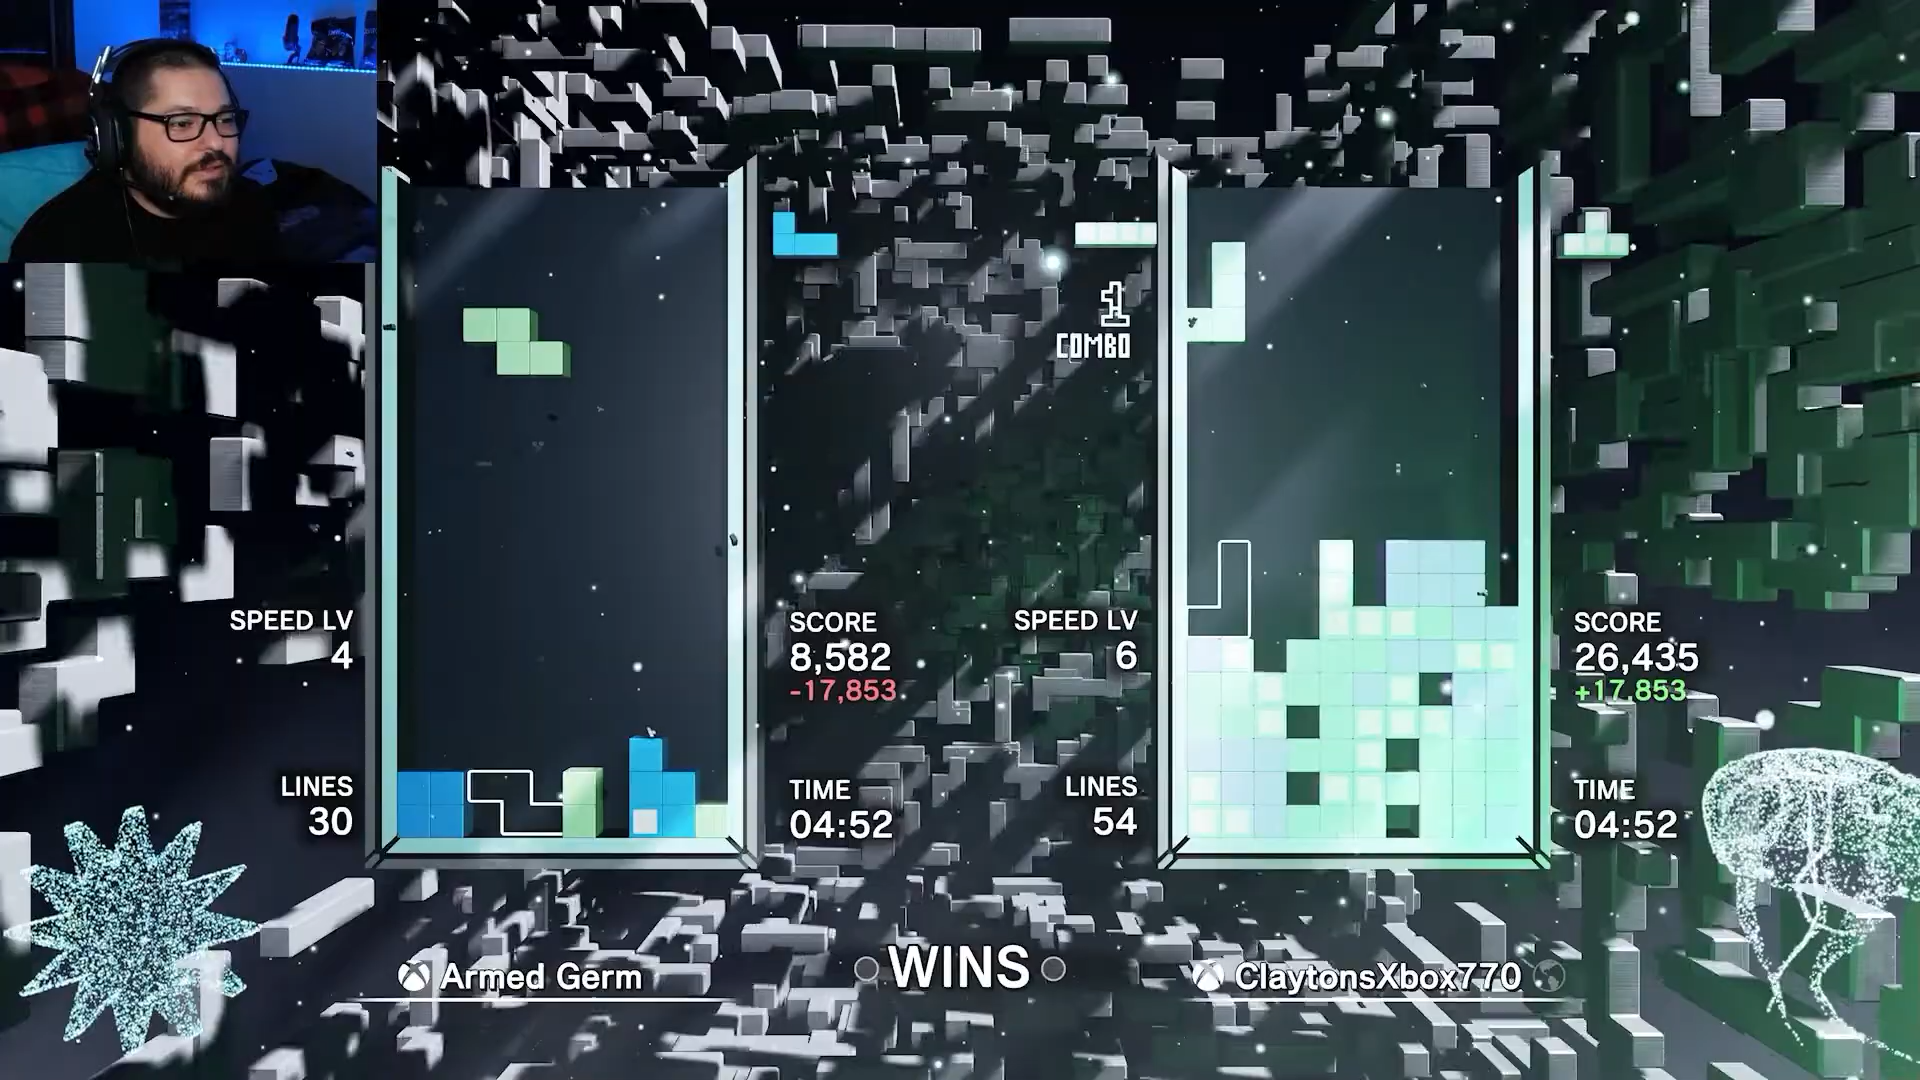 1
COMBO
SPEED LV
4
SCORE
8,582
-17,853
LINES
30
TIME
04:52
SPEED LV
6
SCORE
26,435
+17,853
LINES
54
TIME
04:52
Armed Germ
WINS
ClaytonsXbox770